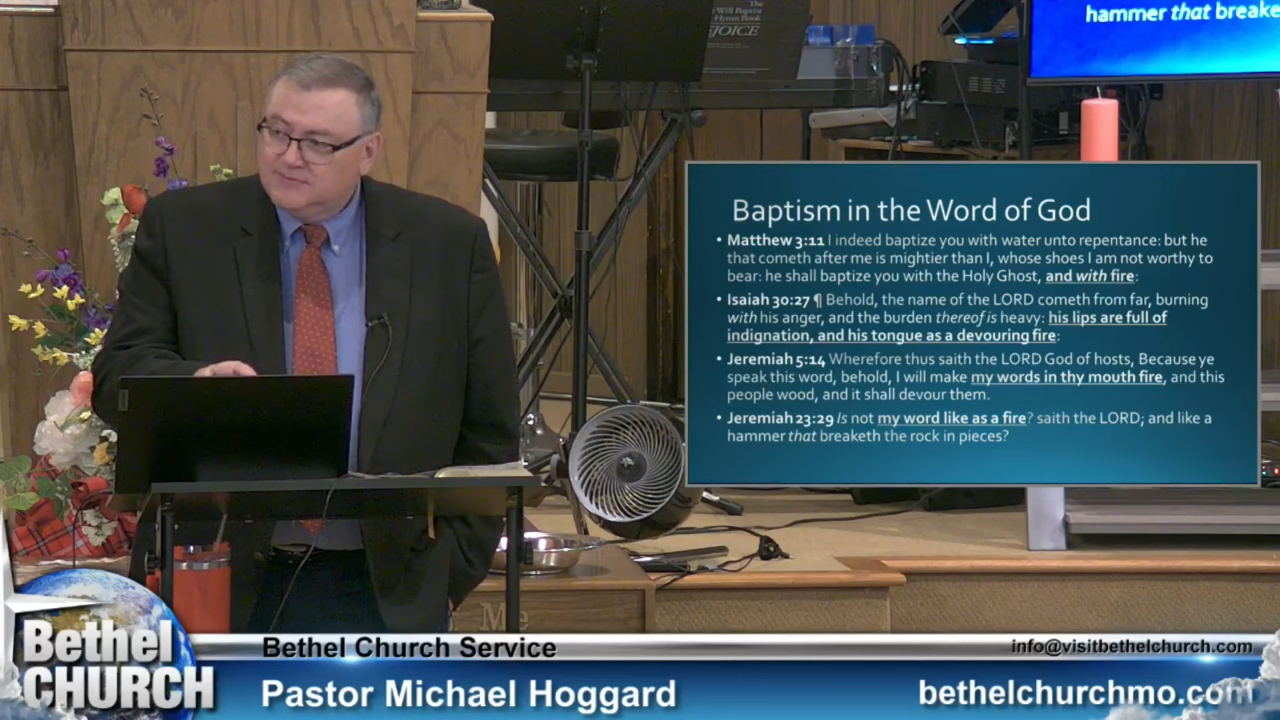 The
Will Baptist
Hymn Book
REJOICE
hammer that breake
Baptism in the Word of God
• Matthew 3:11 I indeed baptize you with water unto repentance: but he
that cometh after me is mightier than I, whose shoes I am not worthy to
bear: he shall baptize you with the Holy Ghost, and with fire:
• Isaiah 30:27 ¶ Behold, the name of the LORD cometh from far, burning
with his anger, and the burden thereof is heavy: his lips are full of
indignation, and his tongue as a devouring fire:
• Jeremiah 5:14 Wherefore thus saith the LORD God of hosts, Because ye
speak this word, behold, I will make my words in thy mouth fire, and this
people wood, and it shall devour them.
• Jeremiah 23:29 Is not my word like as a fire? saith the LORD; and like a
hammer that breaketh the rock in pieces?
Me
Bethel
CHURCH
Bethel Church Service
info@visitbethelchurch.com
Pastor Michael Hoggard
bethelchurchmo.com